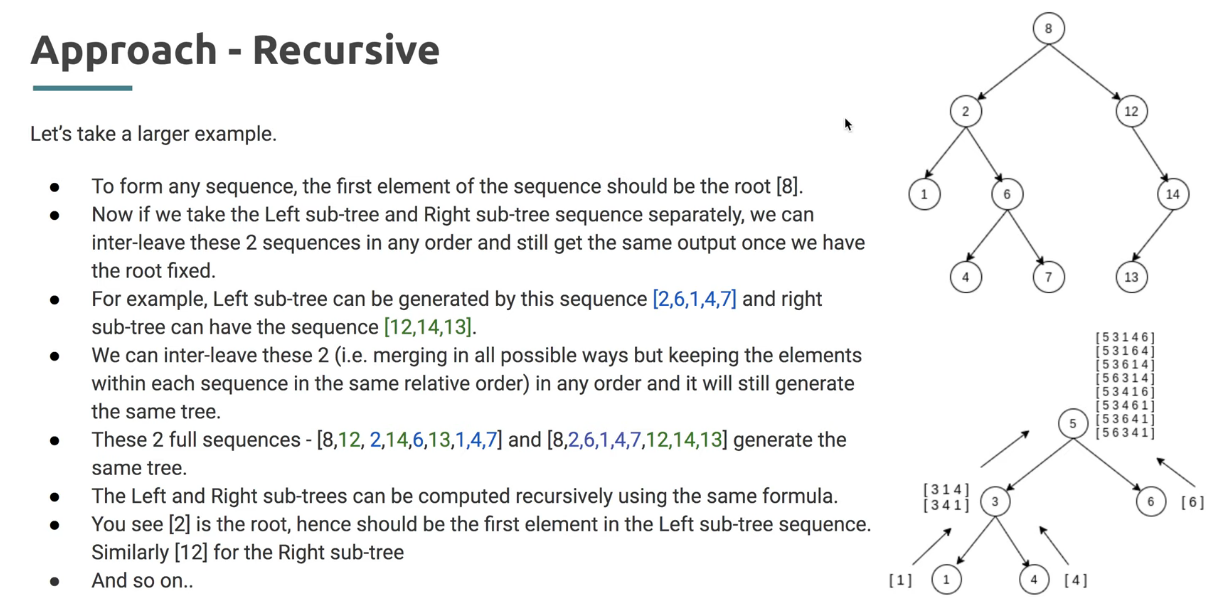 Approach - Recursive
Let's take a larger example.
● To form any sequence, the first element of the sequence should be the root [8].
● Now if we take the Left sub-tree and Right sub-tree sequence separately, we can
inter-leave these 2 sequences in any order and still get the same output once we have
the root fixed.
● For example, Left sub-tree can be generated by this sequence [2,6,1,4,7] and right
sub-tree can have the sequence [12,14,13].
● We can inter-leave these 2 (i.e. merging in all possible ways but keeping the elements
within each sequence in the same relative order) in any order and it will still generate
the same tree.
● These 2 full sequences - [8,12, 2,14,6,13,1,4,7] and [8,2,6,1,4,7,12,14,13] generate the
same tree.
● The Left and Right sub-trees can be computed recursively using the same formula.
● You see [2] is the root, hence should be the first element in the Left sub-tree sequence.
Similarly [12] for the Right sub-tree
● And so on..
8
2 12
1 6 14
4 7 13
[5 3 1 4 6]
[5 3 1 6 4]
[5 3 6 1 4]
[5 6 3 1 4]
[5 3 4 1 6]
[5 3 4 6 1]
[5 3 6 4 1]
[5 6 3 4 1]
5
[3 1 4]
[3 4 1]
3 6 [6]
[1] 1 4 [4]